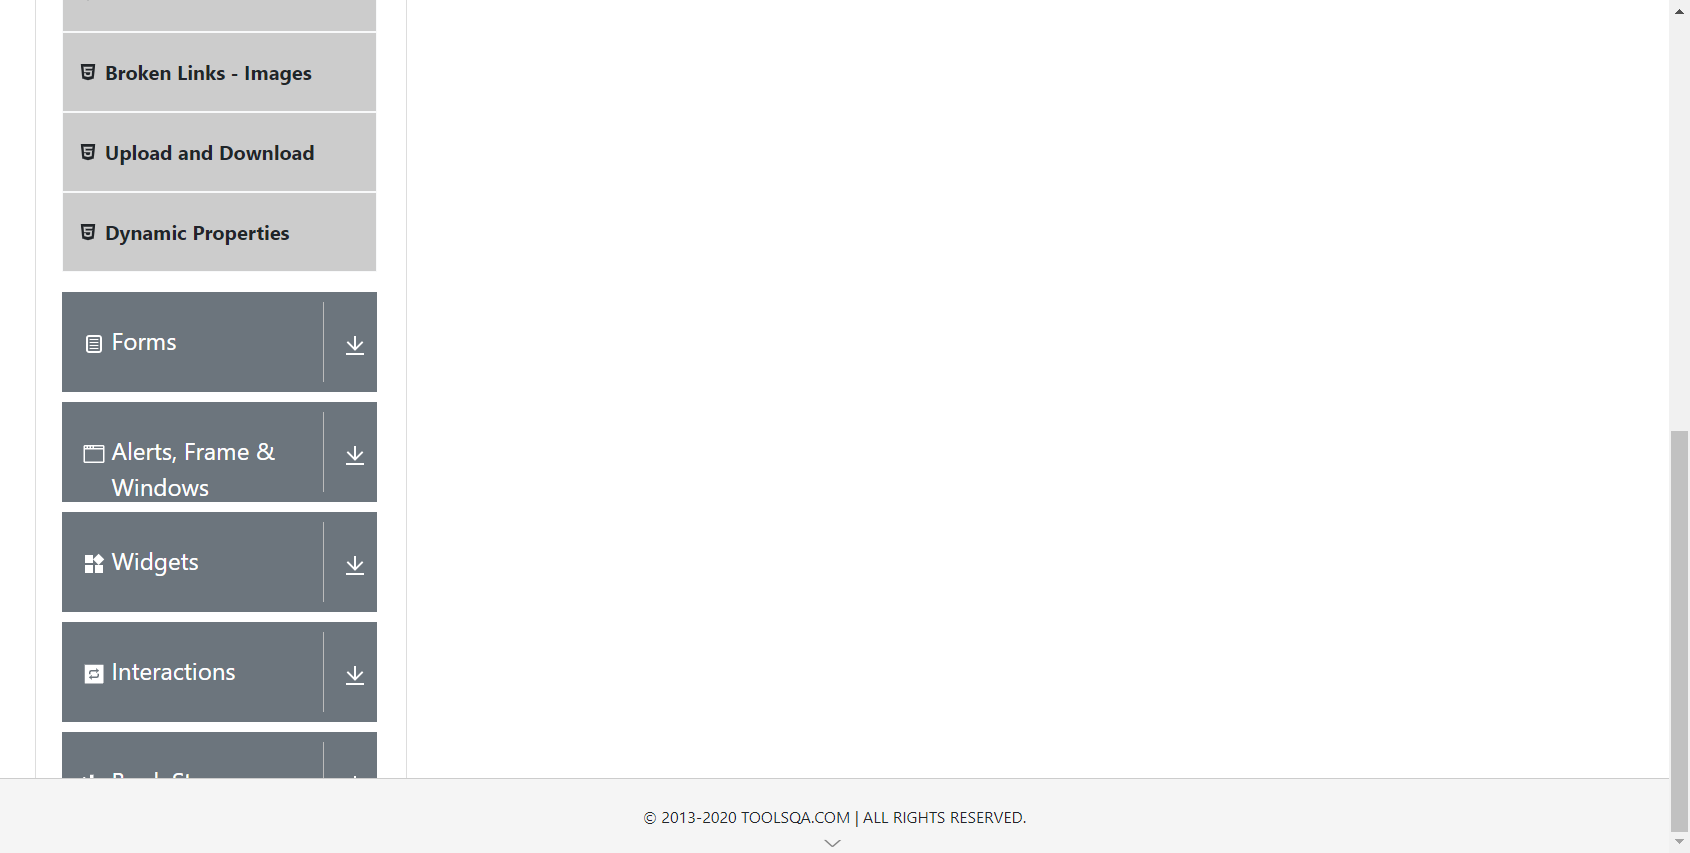 Broken Links - Images
Upload and Download
Dynamic Properties
Forms
Alerts, Frame &
Windows
Widgets
Interactions
© 2013-2020 TOOLSQA.COM | ALL RIGHTS RESERVED.